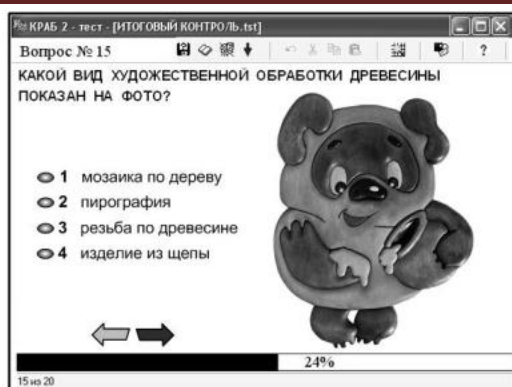 КРАБ 2 - тест - [ИТОГОВЫЙ КОНТРОЛЬ.tst]
Вопрос № 15
?
КАКОЙ ВИД ХУДОЖЕСТВЕННОЙ ОБРАБОТКИ ДРЕВЕСИНЫ
ПОКАЗАН НА ФОТО?
1 мозаика по дереву
2 пирография
3 резьба по древесине
4 изделие из щепы
24%
15 из 20